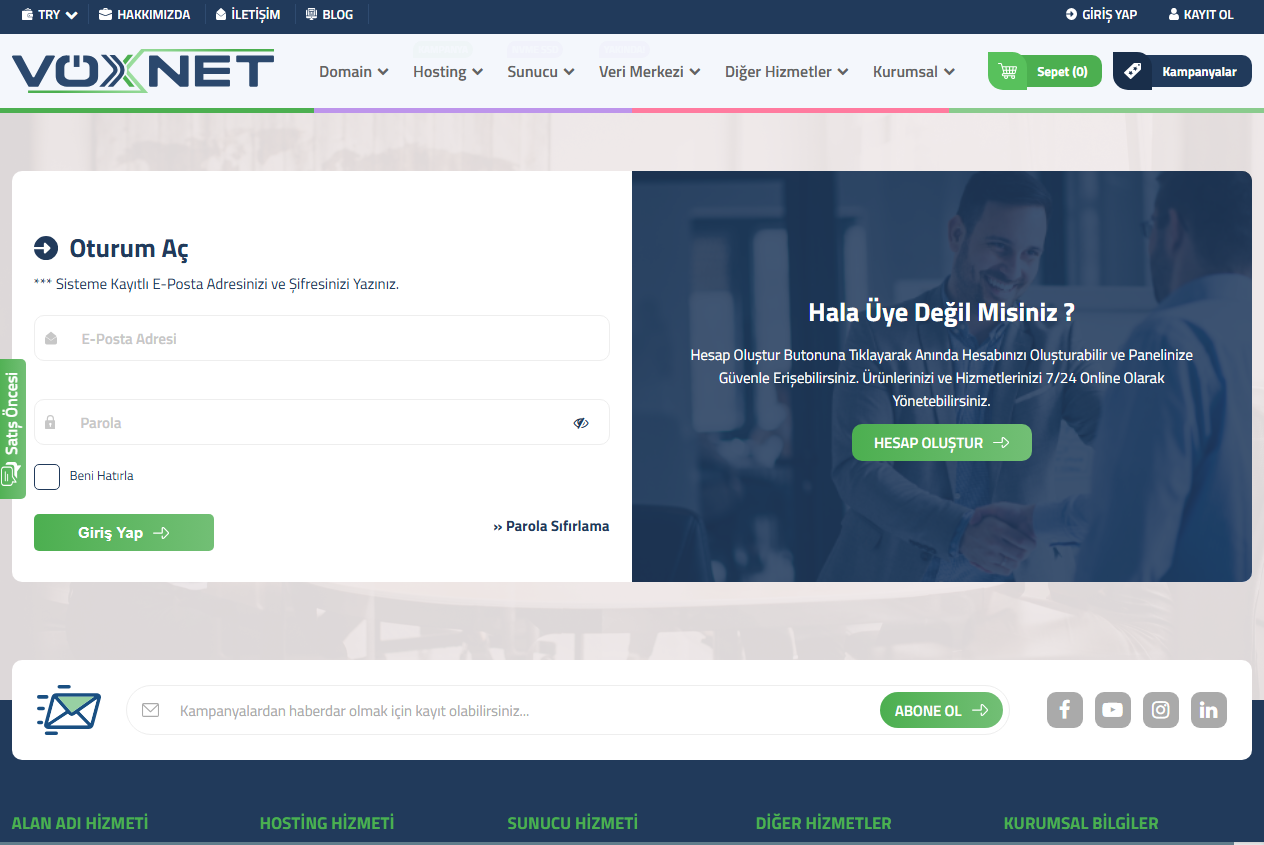 TRY HAKKIMIZDA İLETİŞİM BLOG GİRİŞ YAP KAYIT OL
VOXNET
Domain Hosting Sunucu Veri Merkezi Diğer Hizmetler Kurumsal Sepet (0) Kampanyalar
Oturum Aç
*** Sisteme Kayıtlı E-Posta Adresinizi ve Şifresinizi Yazınız.
E-Posta Adresi
Parola
Beni Hatırla
Giriş Yap
›› Parola Sıfırlama
Satış Öncesi
Hala Üye Değil Misiniz ?
Hesap Oluştur Butonuna Tıklayarak Anında Hesabınızı Oluşturabilir ve Panelinize
Güvenle Erişebilirsiniz. Ürünlerinizi ve Hizmetlerinizi 7/24 Online Olarak
Yönetebilirsiniz.
HESAP OLUŞTUR
Kampanyalardan haberdar olmak için kayıt olabilirsiniz...
ABONE OL
ALAN ADI HİZMETİ HOSTİNG HİZMETİ SUNUCU HİZMETİ DİĞER HİZMETLER KURUMSAL BİLGİLER